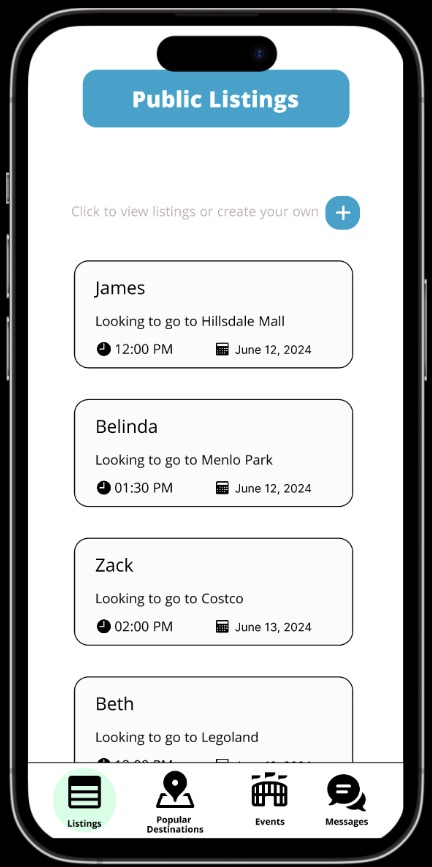 Public Listings
Click to view listings or create your own
James
Looking to go to Hillsdale Mall
12:00 PM June 12, 2024
Belinda
Looking to go to Menlo Park
01:30 PM June 12, 2024
Zack
Looking to go to Costco
02:00 PM June 13, 2024
Beth
Looking to go to Legoland
Listings
Popular
Destinations
Events
Messages